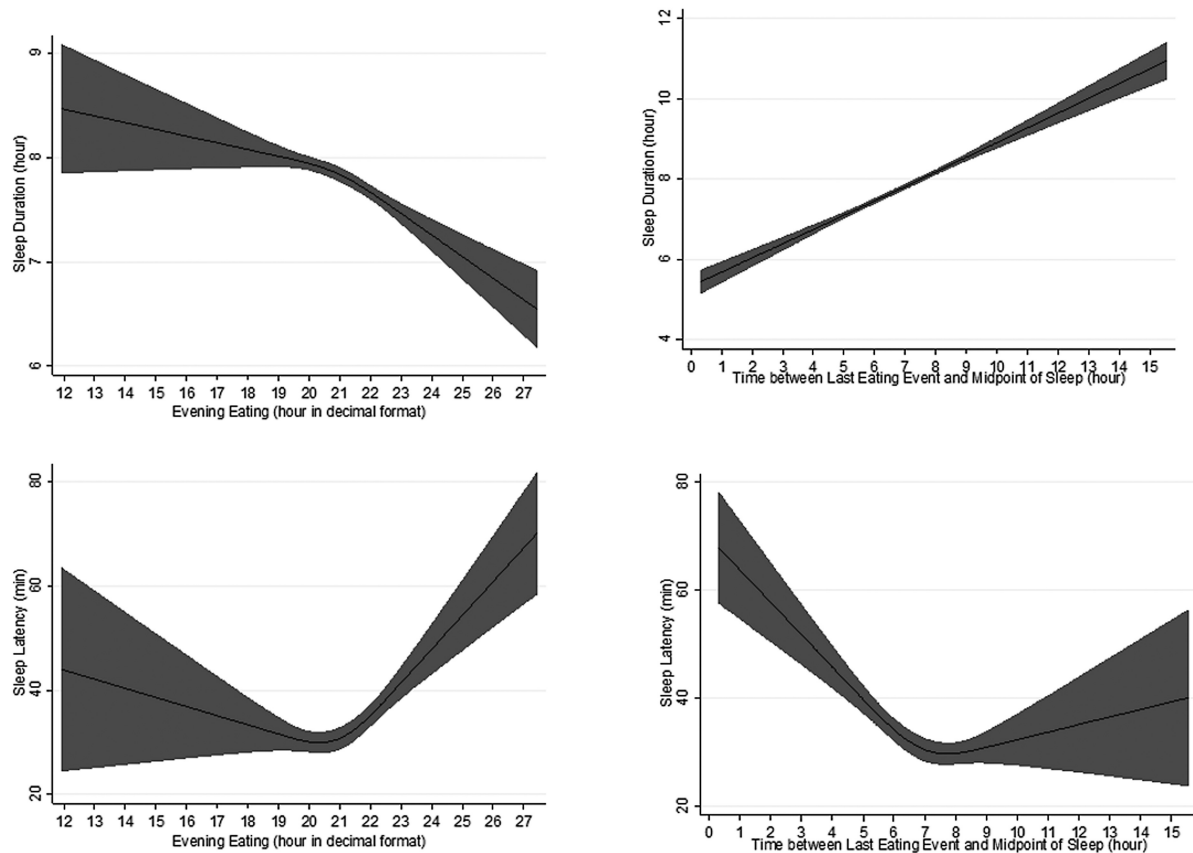 9
8
7
6
Sleep Duration (hour)
12 13 14 15 16 17 18 19 20 21 22 23 24 25 26 27
Evening Eating (hour in decimal format)
12
10
8
6
4
Sleep Duration (hour)
0 1 2 3 4 5 6 7 8 9 10 11 12 13 14 15
Time between Last Eating Event and Midpoint of Sleep (hour)
80
60
40
20
Sleep Latency (min)
12 13 14 15 16 17 18 19 20 21 22 23 24 25 26 27
Evening Eating (hour in decimal format)
80
60
40
20
Sleep Latency (min)
0 1 2 3 4 5 6 7 8 9 10 11 12 13 14 15
Time between Last Eating Event and Midpoint of Sleep (hour)